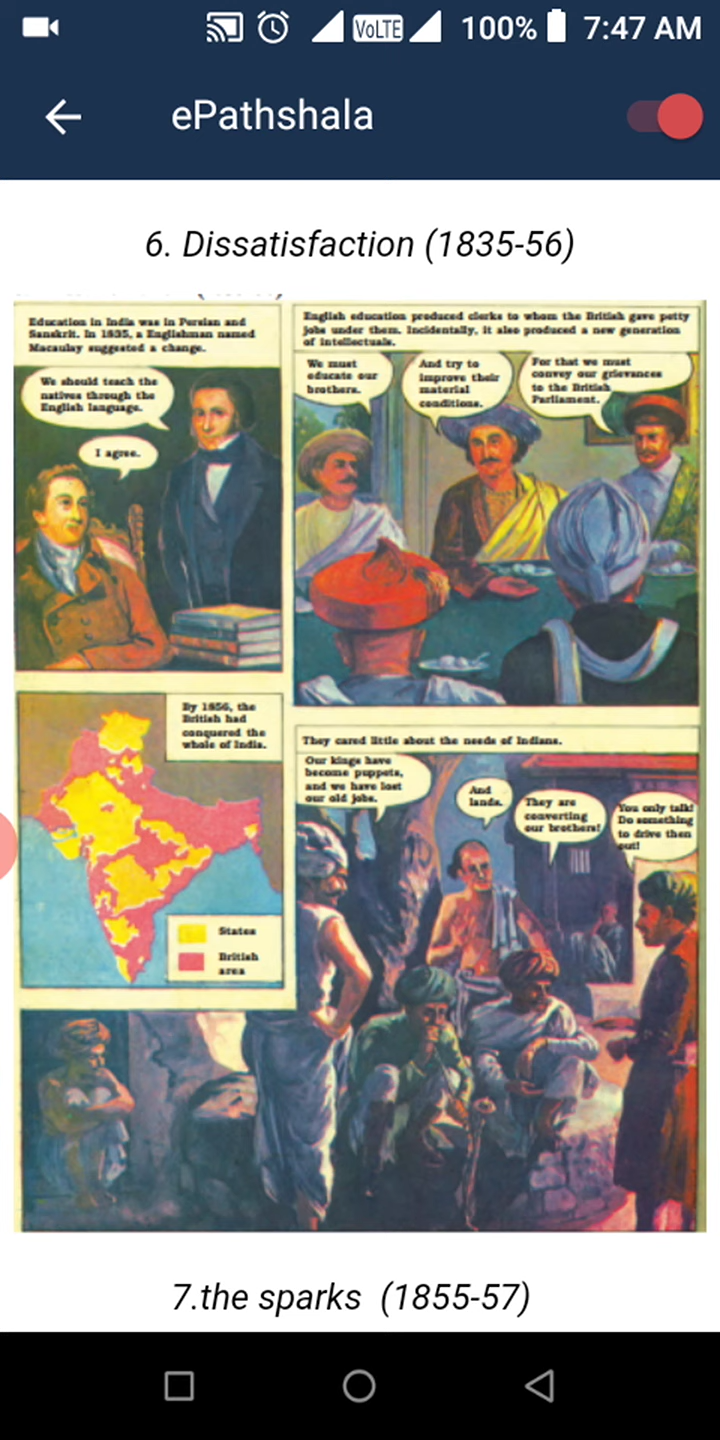 VoLTE 100% 7:47 AM
ePathshala
6. Dissatisfaction (1835-56)
Education in India was in Persian and
Sanskrit. In 1835, a Englishman named
Macaulay suggested a change.
We should teach the
natives through the
English language.
I agree.
English education produced clerks to whom the British gave petty
jobs under them. Incidentally, it also produced a new generation
of intellectuals.
We must
educate our
brothers.
And try to
improve their
material
conditions.
For that we must
convey our grievances
to the British
Parliament.
By 1856, the
British had
conquered the
whole of India.
States
British
area
They cared little about the needs of Indians.
Our kings have
become puppets,
and we have lost
our old jobs.
And
lands.
They are
converting
our brothers!
You only talk!
Do something
to drive then
out!
7.the sparks (1855-57)